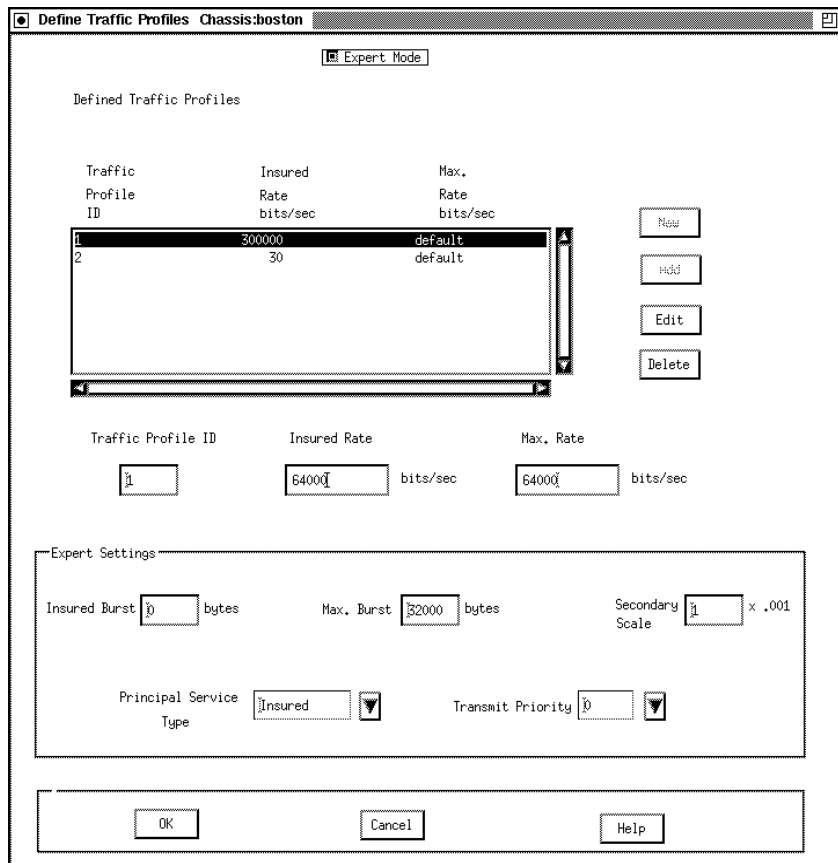 Define Traffic Profiles Chassis:boston
Expert Mode
Defined Traffic Profiles
Traffic Insured Max.
Profile Rate Rate
ID bits/sec bits/sec
1 300000 default
2 30 default
New
Add
Edit
Delete
Traffic Profile ID Insured Rate Max. Rate
1 64000 bits/sec 64000 bits/sec
Expert Settings
Insured Burst 0 bytes Max. Burst 32000 bytes Secondary Scale 1 x .001
Principal Service Type Insured Transmit Priority 0
OK Cancel Help